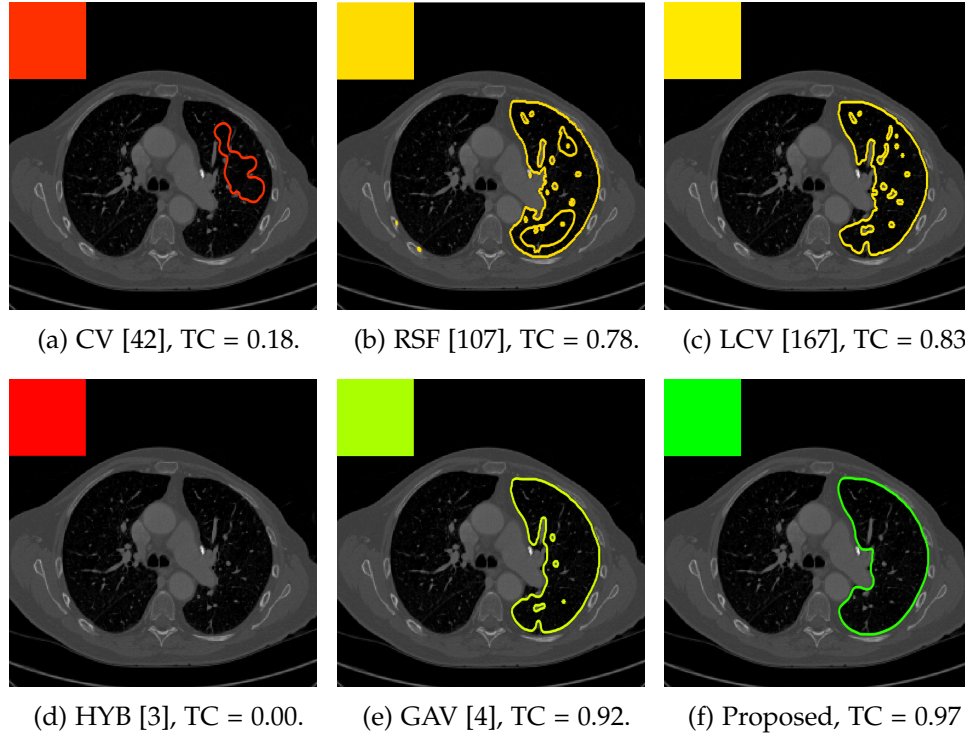 (a) CV [42], TC = 0.18.
(b) RSF [107], TC = 0.78.
(c) LCV [167], TC = 0.83
(d) HYB [3], TC = 0.00.
(e) GAV [4], TC = 0.92.
(f) Proposed, TC = 0.97